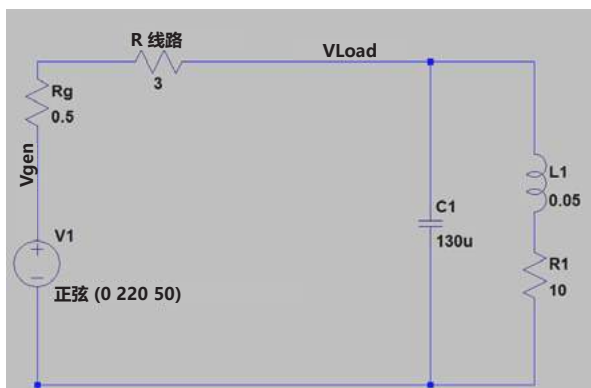 R 线路
VLoad
3
Rg
0.5
Vgen
V1
正弦 (0 220 50)
C1
130u
L1
0.05
R1
10